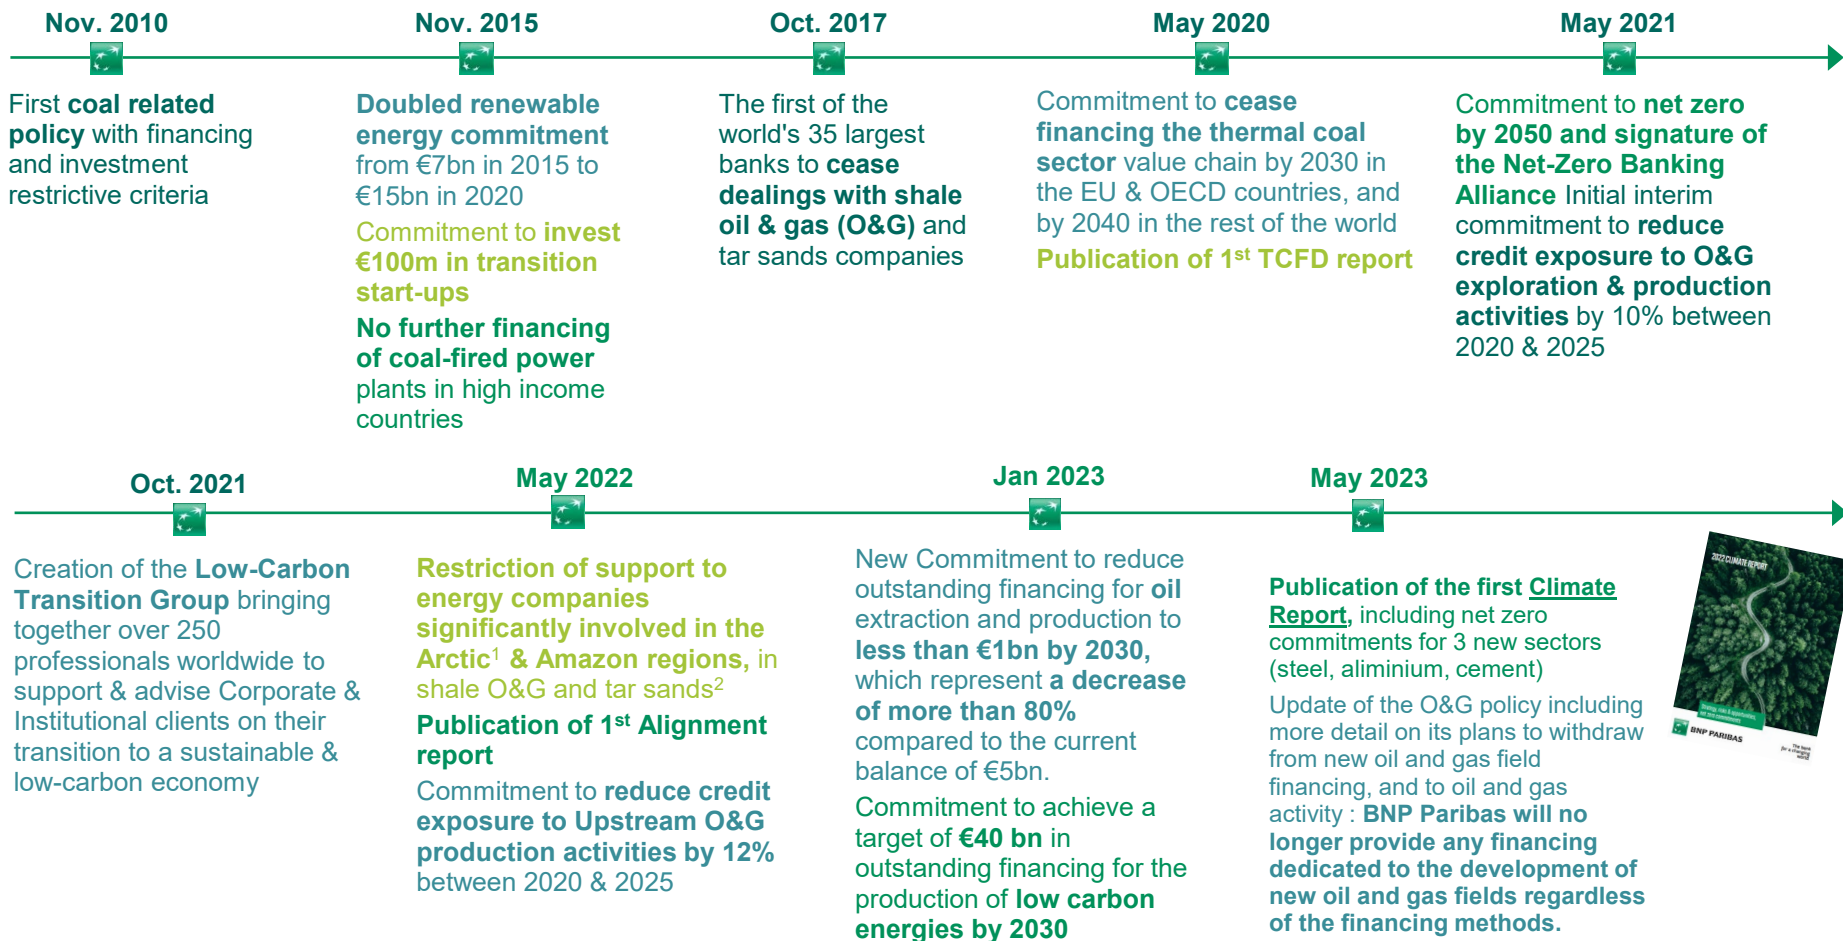 Nov. 2010
First coal related
policy with financing
and investment
restrictive criteria
Nov. 2015
Doubled renewable
energy commitment
from €7bn in 2015 to
€15bn in 2020
Commitment to invest
€100m in transition
start-ups
No further financing
of coal-fired power
plants in high income
countries
Oct. 2017
The first of the
world's 35 largest
banks to cease
dealings with shale
oil & gas (O&G) and
tar sands companies
May 2020
Commitment to cease
financing the thermal coal
sector value chain by 2030 in
the EU & OECD countries, and
by 2040 in the rest of the world
Publication of 1st TCFD report
May 2021
Commitment to net zero
by 2050 and signature of
the Net-Zero Banking
Alliance Initial interim
commitment to reduce
credit exposure to O&G
exploration & production
activities by 10% between
2020 & 2025
Oct. 2021
Creation of the Low-Carbon
Transition Group bringing
together over 250
professionals worldwide to
support & advise Corporate &
Institutional clients on their
transition to a sustainable &
low-carbon economy
May 2022
Restriction of support to
energy companies
significantly involved in the
Arctic1 & Amazon regions, in
shale O&G and tar sands2
Publication of 1st Alignment
report
Commitment to reduce credit
exposure to Upstream O&G
production activities by 12%
between 2020 & 2025
Jan 2023
New Commitment to reduce
outstanding financing for oil
extraction and production to
less than €1bn by 2030,
which represent a decrease
of more than 80%
compared to the current
balance of €5bn.
Commitment to achieve a
target of €40 bn in
outstanding financing for the
production of low carbon
energies by 2030
May 2023
Publication of the first Climate
Report, including net zero
commitments for 3 new sectors
(steel, aliminium, cement)
Update of the O&G policy including
more detail on its plans to withdraw
from new oil and gas field
financing, and to oil and gas
activity : BNP Paribas will no
longer provide any financing
dedicated to the development of
new oil and gas fields regardless
of the financing methods.
2022 CLIMATE REPORT
BNP PARIBAS
The bank
for a changing
world